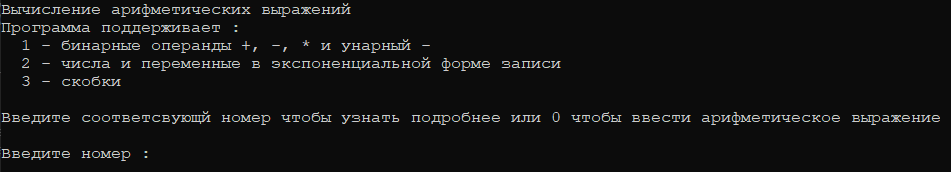 Вычисление арифметических выражений
Программа поддерживает :
1 - бинарные операнды +, -, * и унарный -
2 - числа и переменные в экспоненциальной форме записи
3 - скобки
Введите соответсвующй номер чтобы узнать подробнее или 0 чтобы ввести арифметическое выражение
Введите номер :